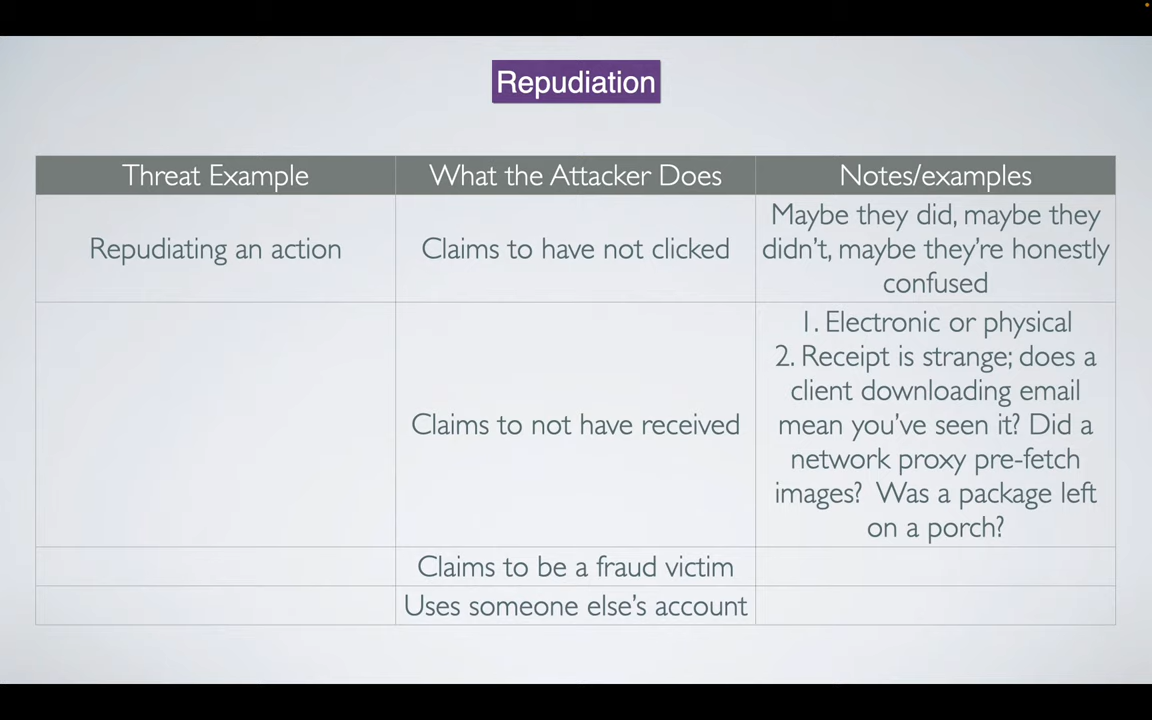 Repudiation
Threat Example
What the Attacker Does
Notes/examples
Repudiating an action
Claims to have not clicked
Maybe they did, maybe they
didn't, maybe they're honestly
confused
Claims to not have received
1. Electronic or physical
2. Receipt is strange; does a
client downloading email
mean you've seen it? Did a
network proxy pre-fetch
images?  Was a package left
on a porch?
Claims to be a fraud victim
Uses someone else's account